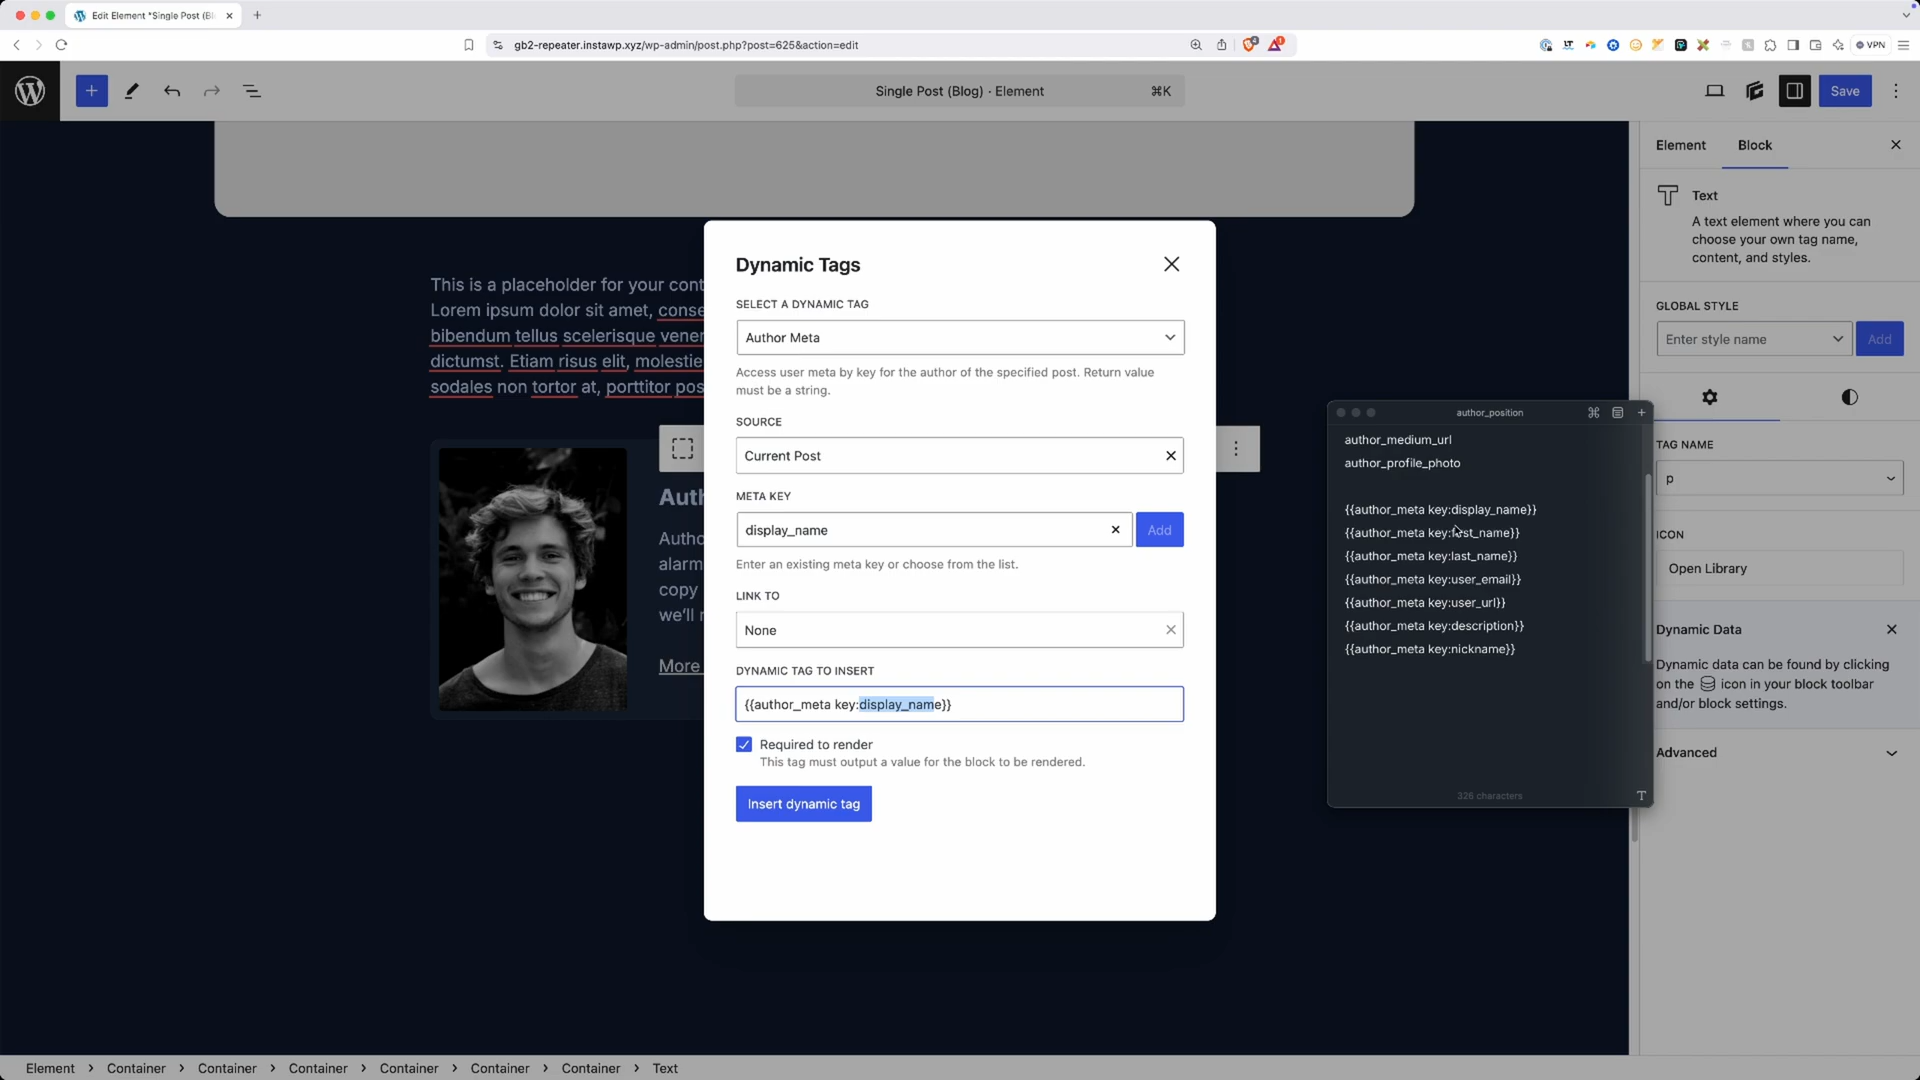 Edit Element "Single Post (Bl
gb2-repeater.instawp.xyz/wp-admin/post.php?post=625&action=edit
VPN
Single Post (Blog) · Element
⌘K
Save
This is a placeholder for your cont
Lorem ipsum dolor sit amet, conse
bibendum tellus scelerisque vener
dictumst. Etiam risus elit, molestie
sodales non tortor at, porttitor pos
Auth
Autho
alarm
copy
we'll r
More
Dynamic Tags
SELECT A DYNAMIC TAG
Author Meta
Access user meta by key for the author of the specified post. Return value
must be a string.
SOURCE
Current Post
META KEY
display_name
Add
Enter an existing meta key or choose from the list.
LINK TO
None
DYNAMIC TAG TO INSERT
{{author_meta key:display_name}}
Required to render
This tag must output a value for the block to be rendered.
Insert dynamic tag
author_position
author_medium_url
author_profile_photo
{{author_meta key:display_name}}
{{author_meta key:first_name}}
{{author_meta key:last_name}}
{{author_meta key:user_email}}
{{author_meta key:user_url}}
{{author_meta key:description}}
{{author_meta key:nickname}}
326 characters
Element
Block
Text
A text element where you can
choose your own tag name,
content, and styles.
GLOBAL STYLE
Enter style name
Add
TAG NAME
p
ICON
Open Library
Dynamic Data
Dynamic data can be found by clicking
on the icon in your block toolbar
and/or block settings.
Advanced
Element > Container > Container > Container > Container > Container > Container > Text